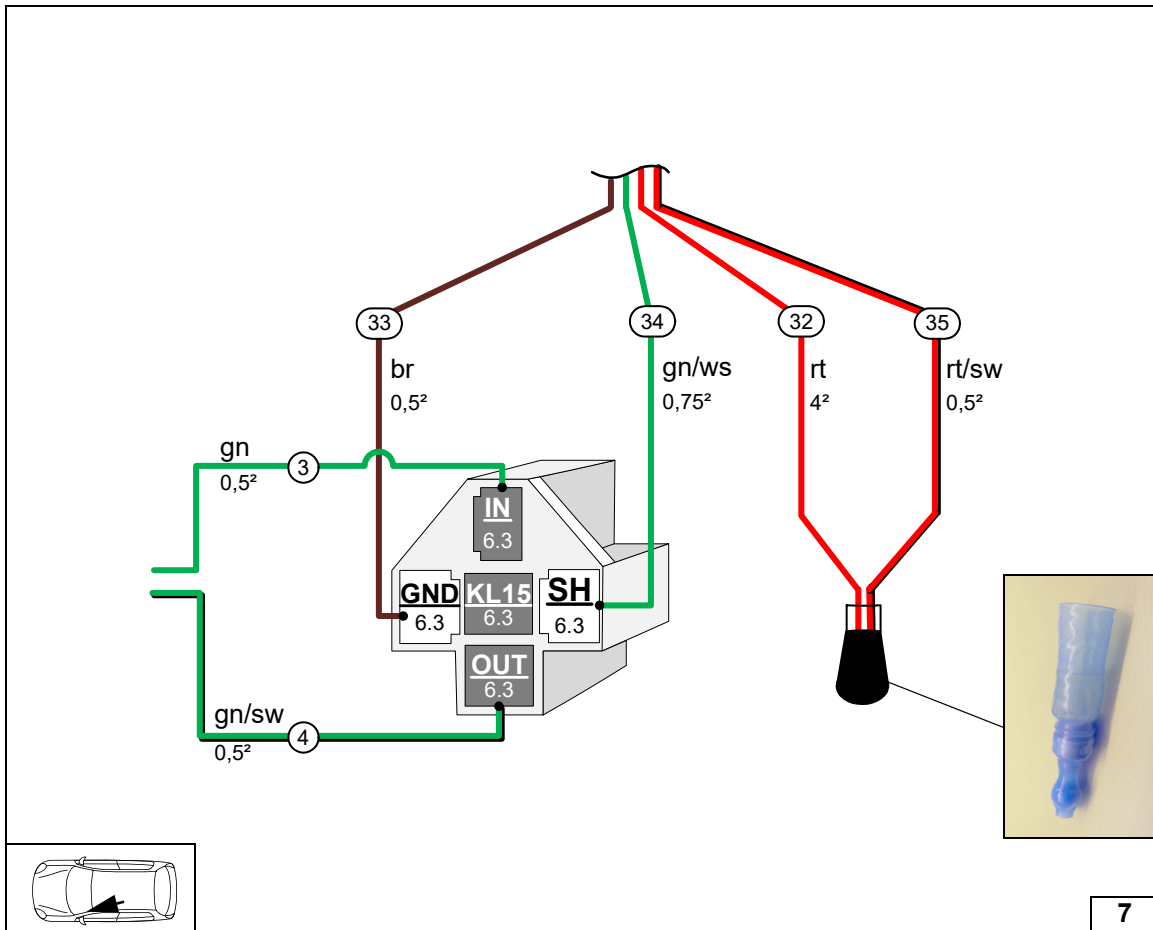 33
34
32
35
br
0,5²
gn/ws
0,75²
rt
4²
rt/sw
0,5²
gn
0,5²
3
IN
6.3
GND
6.3
KL15
6.3
SH
6.3
OUT
6.3
gn/sw
0,5²
4
7